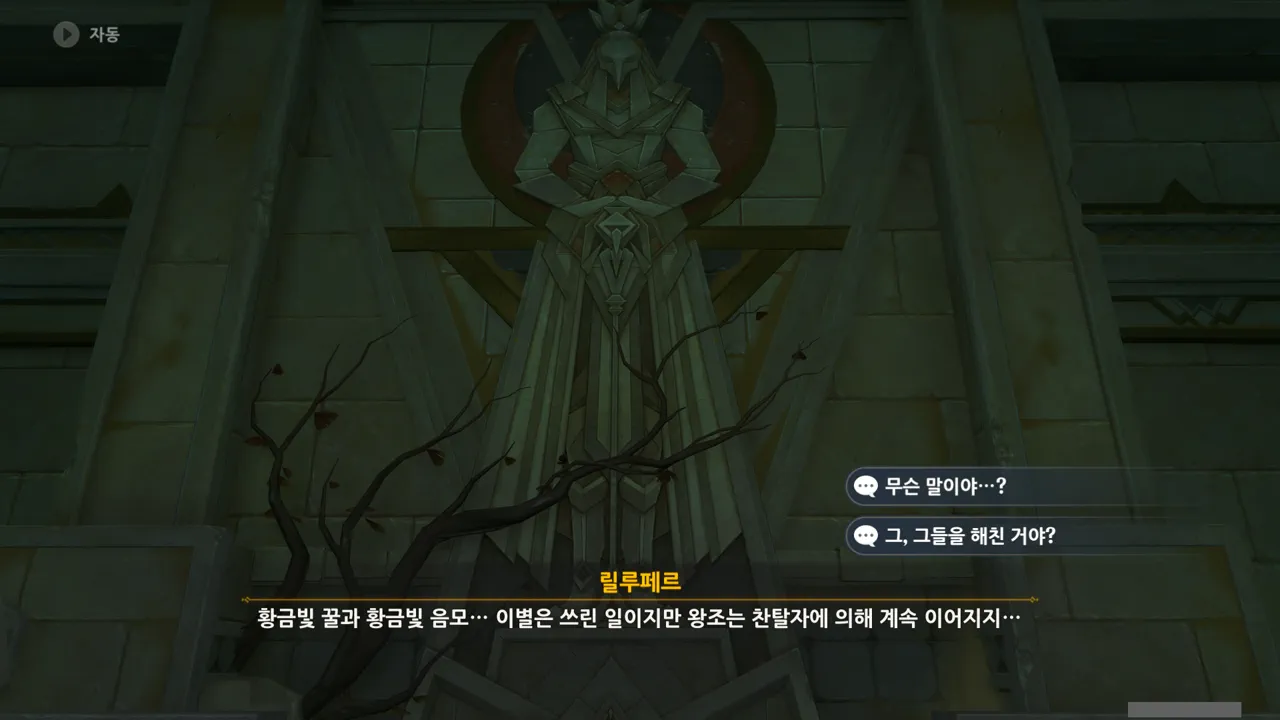 자동
무슨 말이야…?
그, 그들을 해친 거야?
릴루페르
황금빛 꿀과 황금빛 음모… 이별은 쓰린 일이지만 왕조는 찬탈자에 의해 계속 이어지지…